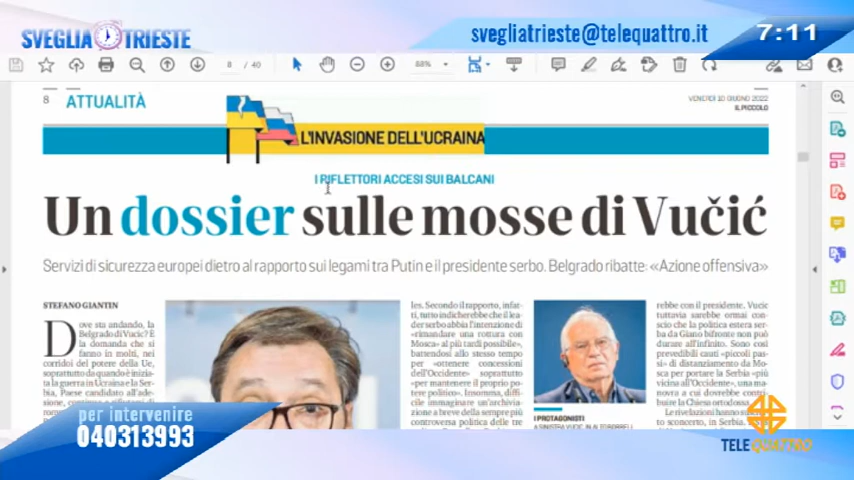 SVEGLIA TRIESTE
svegliatrieste@telequattro.it
7:11
8 / 40
88%
8 ATTUALITÀ
VENERDÌ 10 GIUGNO 2022
IL PICCOLO
L'INVASIONE DELL'UCRAINA
I RIFLETTORI ACCESI SUI BALCANI
Un dossier sulle mosse di Vučić
Servizi di sicurezza europei dietro al rapporto sui legami tra Putin e il presidente serbo. Belgrado ribatte: «Azione offensiva»
STEFANO GIANTIN
Dove sta andando, la
Belgrado di Vucic? È
la domanda che si
fanno in molti, nei
corridoi del potere della Ue,
soprattutto da quando è inizia-
ta la guerra in Ucraina e la Ser-
bia, Paese candidato all'ade-
les. Secondo il rapporto, infat-
ti, tutto indicherebbe che il lea-
der serbo abbia l'intenzione di
«rimandare una rottura con
Mosca» al più tardi possibile»,
battendosi allo stesso tempo
per «ottenere concessioni
dell'Occidente» soprattutto
«per mantenere il proprio po-
tere politico». Insomma, diffi-
cile immaginare un'archivia-
zione a breve della sempre più
controversa politica delle tre
I PROTAGONISTI
A SINISTRA VUCIC, IN ALTO BORRELL
rebbe con il presidente. Vucic
tuttavia sarebbe ormai con-
scio che la politica estera ser-
ba da Giano bifronte non può
durare all'infinito. Sono così
prevedibili cauti «piccoli pas-
si» di distanziamento da Mo-
sca per portare la Serbia «più
vicina all'Occidente», una ma-
novra a cui dovrebbe contri-
buire la Chiesa ortodossa.
Le rivelazioni hanno su
to sconcerto, in Serbia.
per intervenire
040313993
TELEQUATTRO